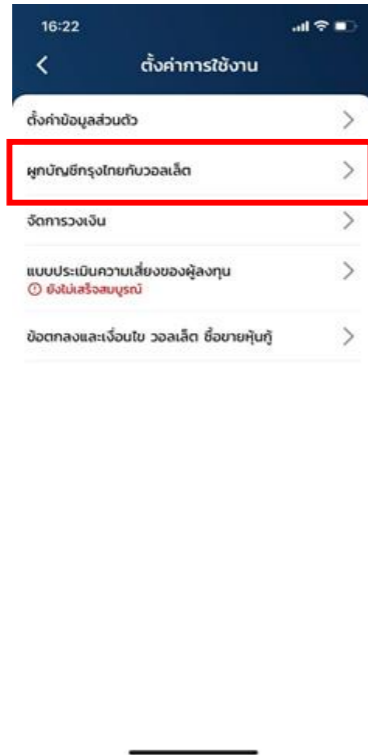 16:22
ตั้งค่าการใช้งาน
ตั้งค่าข้อมูลส่วนตัว
ผูกบัญชีกรุงไทยกับวอลเล็ต
จัดการวงเงิน
แบบประเมินความเสี่ยงของผู้ลงทุน
ยังไม่เสร็จสมบูรณ์
ข้อตกลงและเงื่อนไข วอลเล็ต ซื้อขายหุ้นกู้